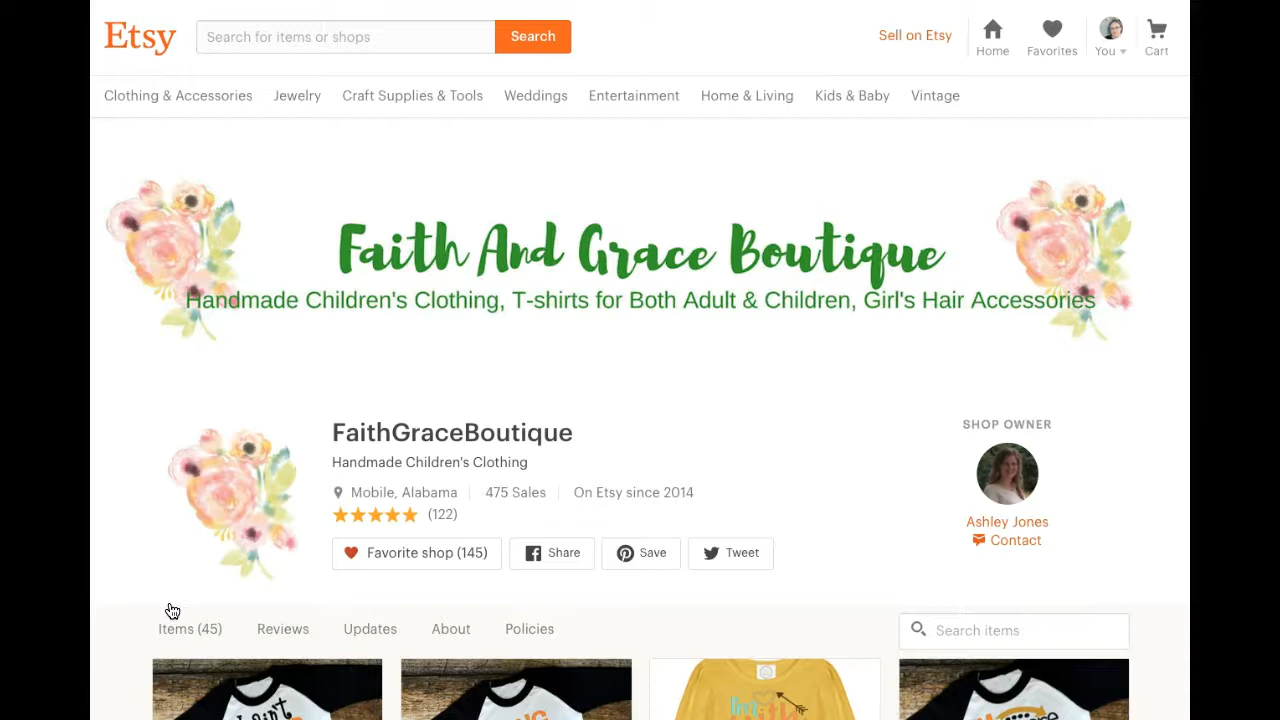 Etsy
Search for items or shops
Search
Sell on Etsy
Home
Favorites
You
Cart
Clothing & Accessories
Jewelry
Craft Supplies & Tools
Weddings
Entertainment
Home & Living
Kids & Baby
Vintage
Faith And Grace Boutique
Handmade Children's Clothing, T-shirts for Both Adult & Children, Girl's Hair Accessories
FaithGraceBoutique
Handmade Children's Clothing
Mobile, Alabama
475 Sales
On Etsy since 2014
(122)
Favorite shop (145)
Share
Save
Tweet
SHOP OWNER
Ashley Jones
Contact
Items (45)
Reviews
Updates
About
Policies
Search items
ain't